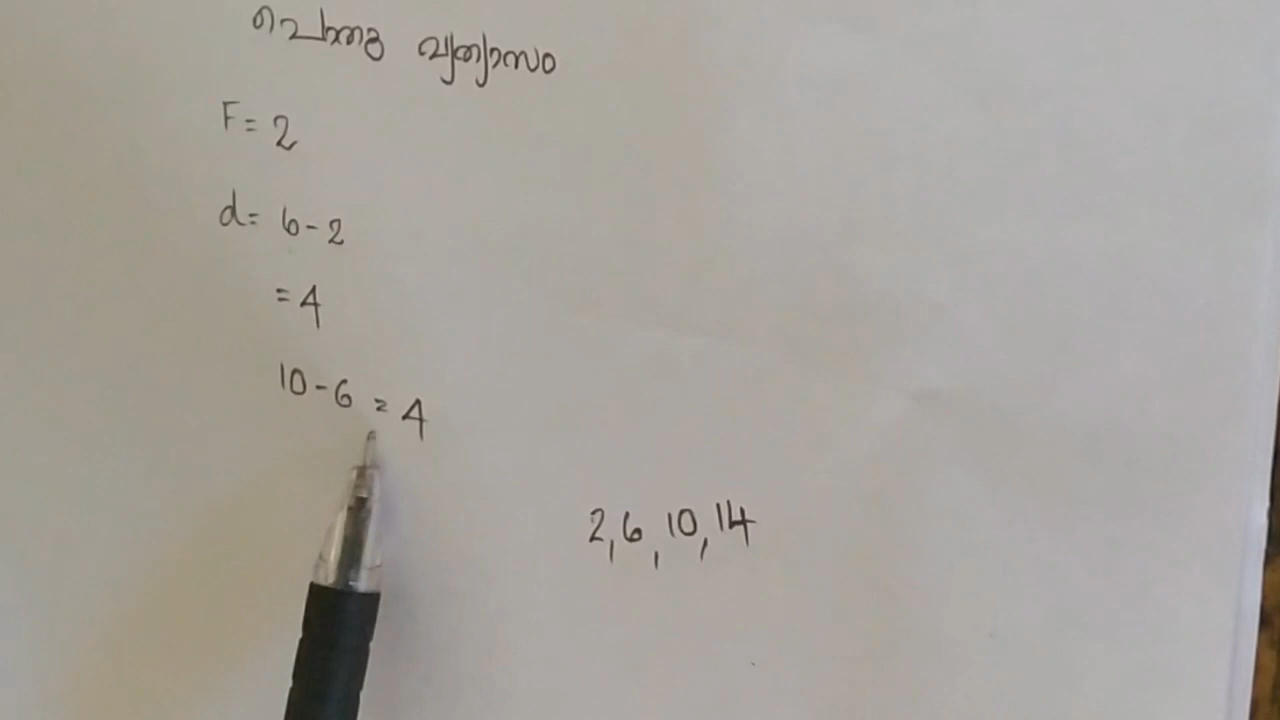 പൊതു വ്യത്യാസം
F = 2
d = 6 - 2
= 4
10 - 6 = 4
2, 6, 10, 14